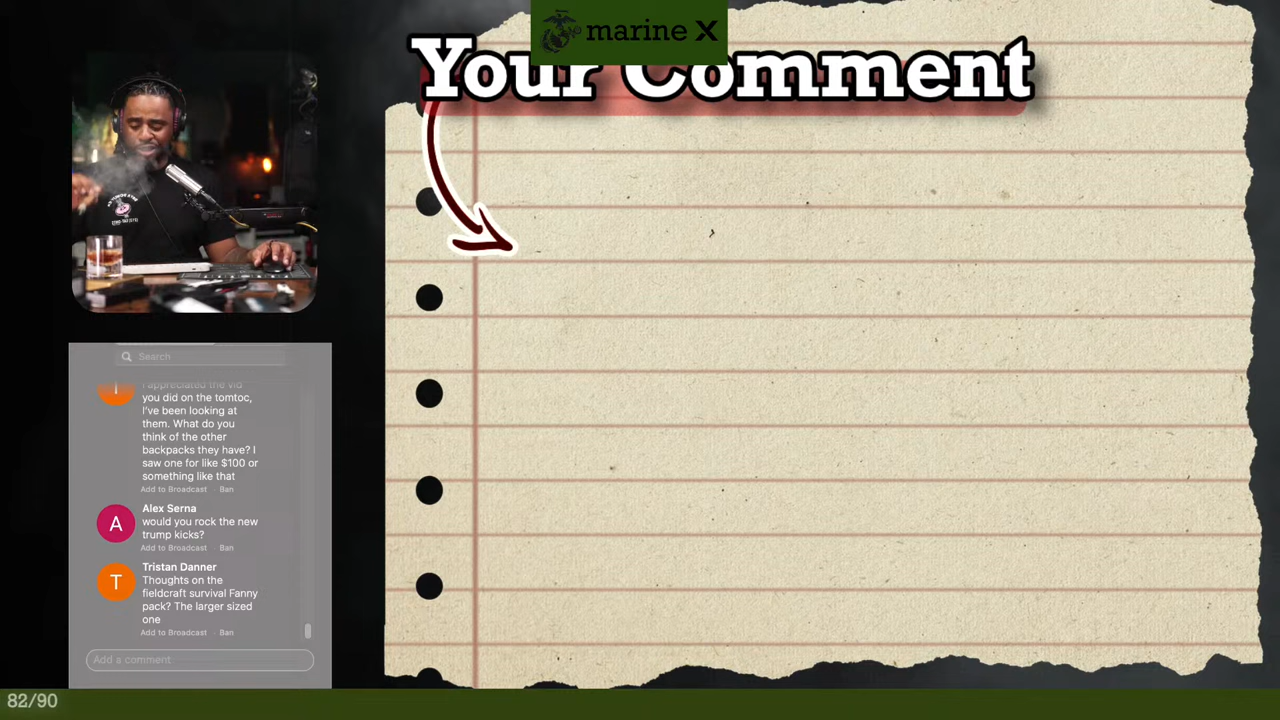 marine X
Your Comment
Search
I appreciated the vid
you did on the tomtoc,
I've been looking at
them. What do you
think of the other
backpacks they have? I
saw one for like $100 or
something like that
Add to Broadcast · Ban
A
Alex Serna
would you rock the new
trump kicks?
Add to Broadcast · Ban
T
Tristan Danner
Thoughts on the
fieldcraft survival Fanny
pack? The larger sized
one
Add to Broadcast · Ban
Add a comment
82/90